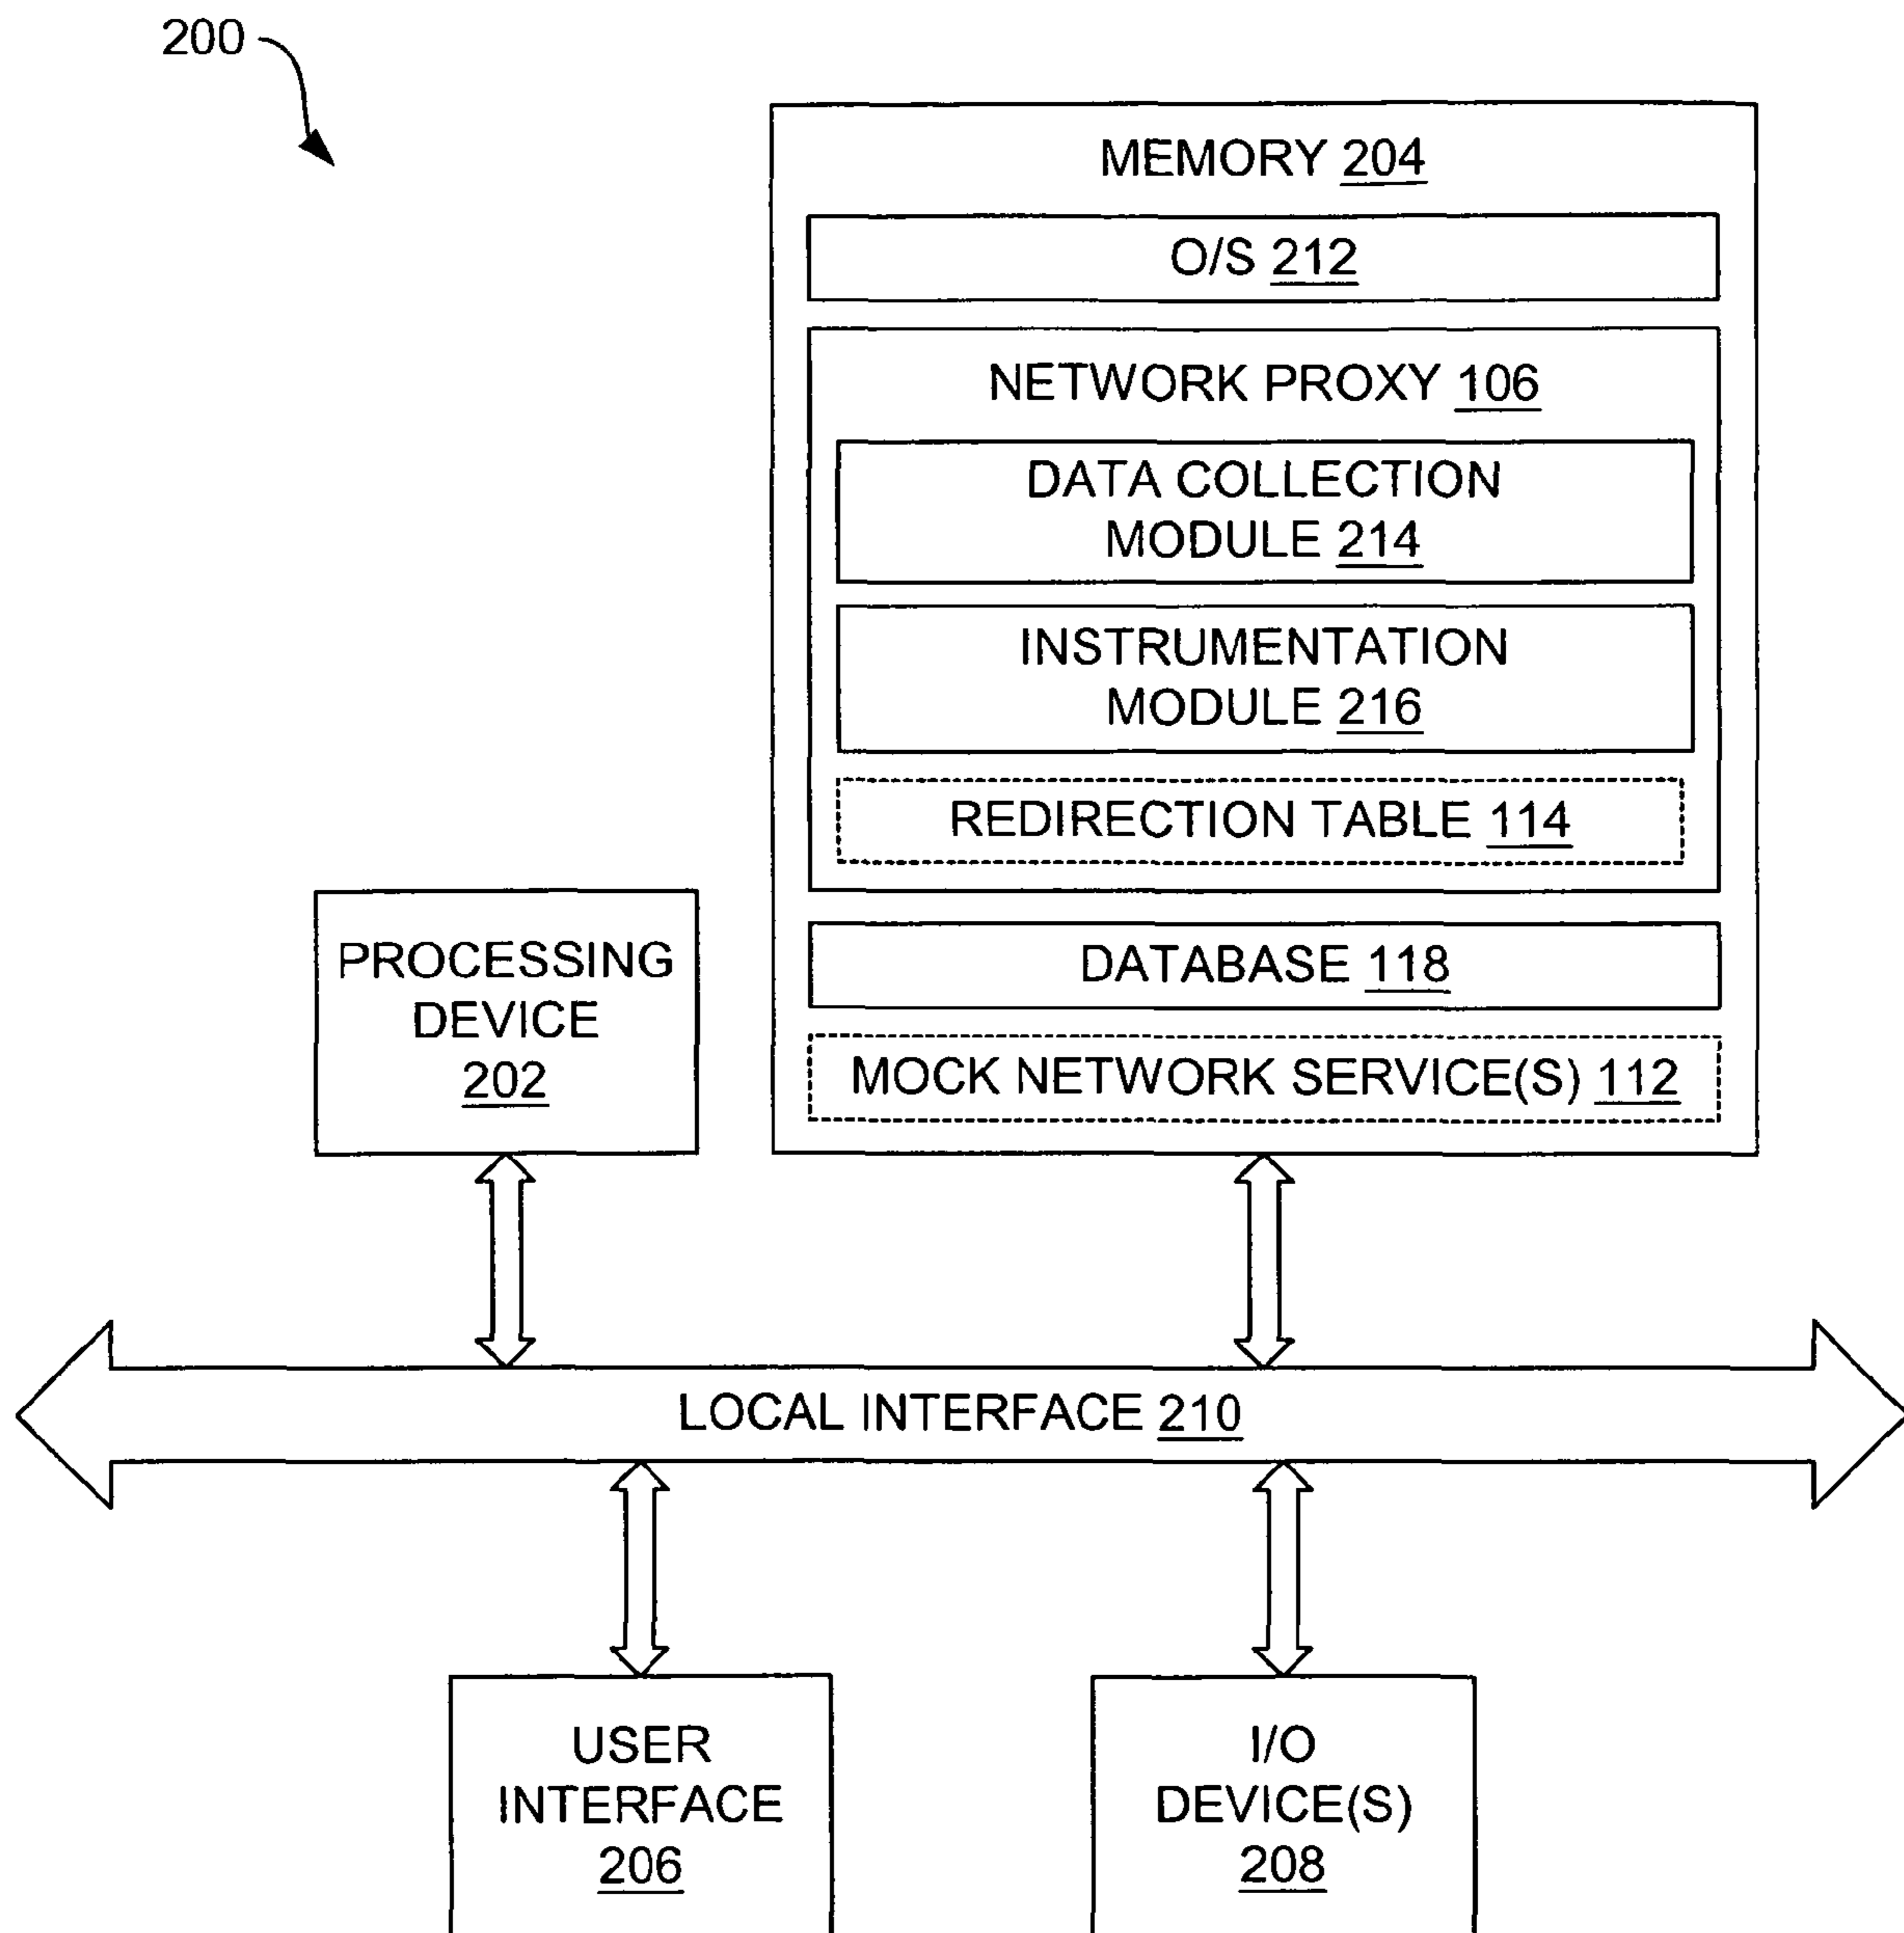 200
MEMORY 204
O/S 212
NETWORK PROXY 106
DATA COLLECTION
MODULE 214
INSTRUMENTATION
MODULE 216
REDIRECTION TABLE 114
DATABASE 118
MOCK NETWORK SERVICE(S) 112
PROCESSING
DEVICE
202
LOCAL INTERFACE 210
USER
INTERFACE
206
I/O
DEVICE(S)
208